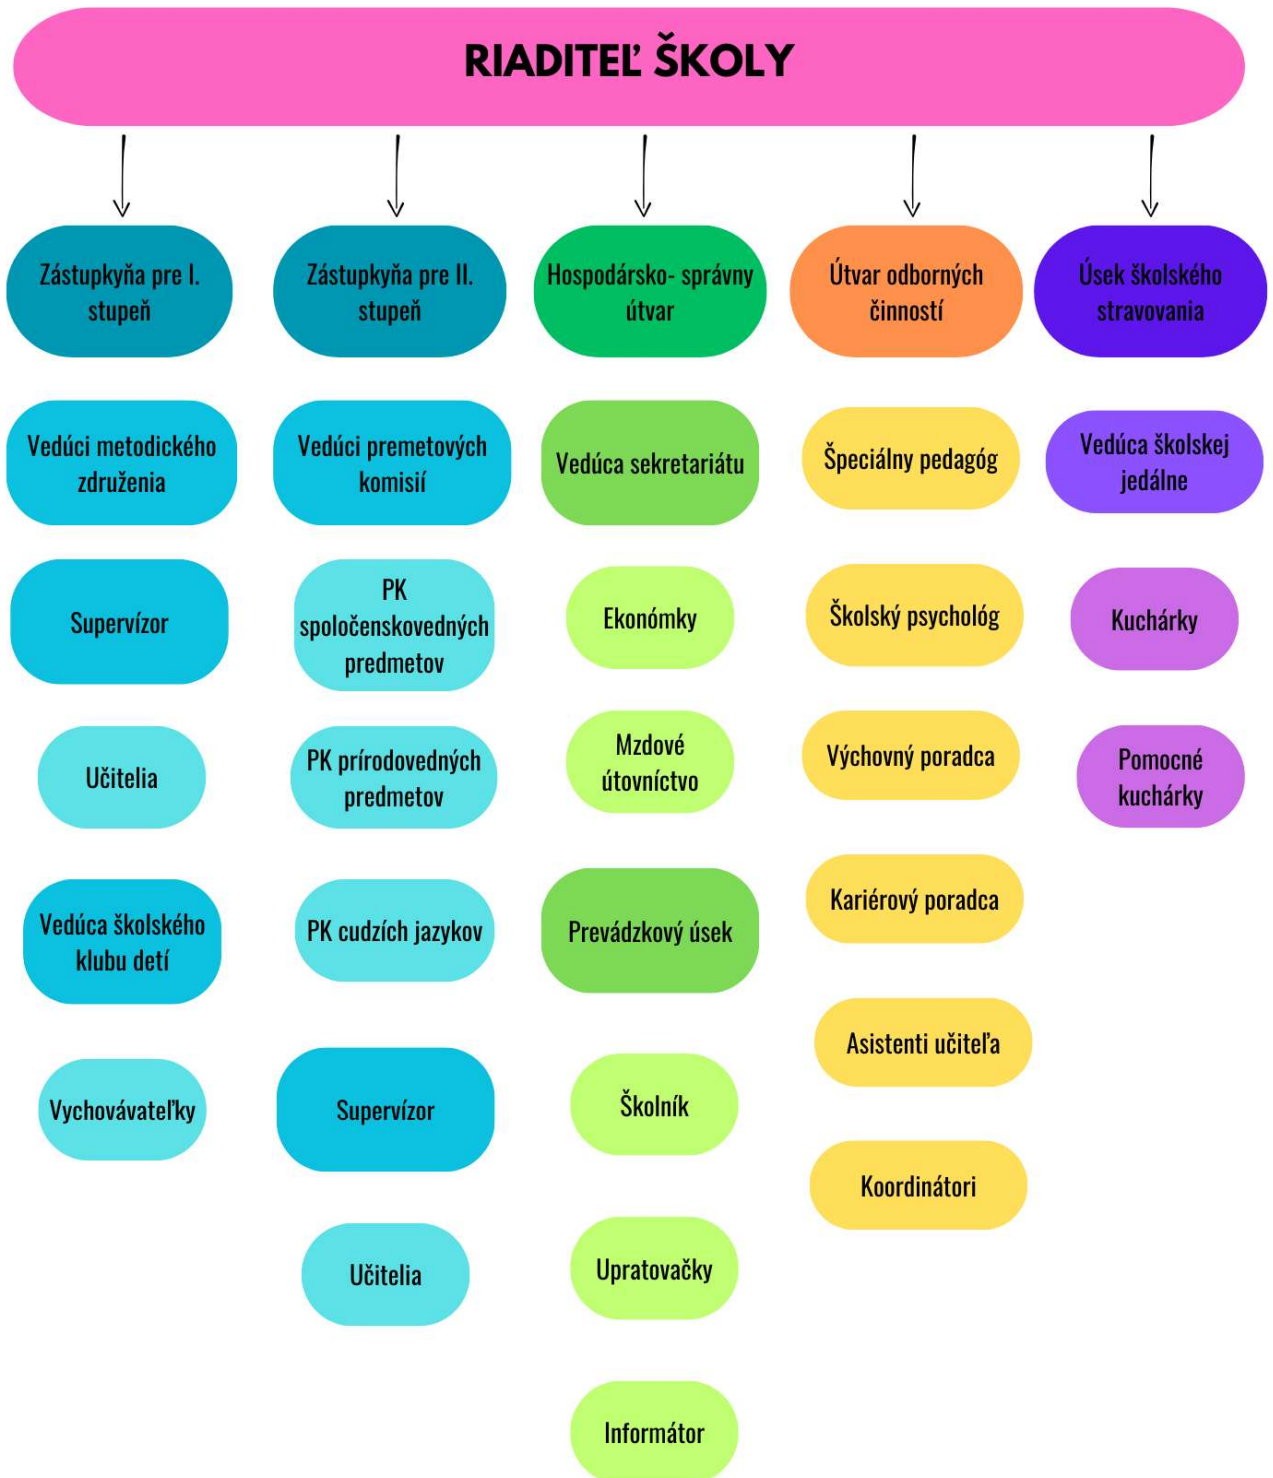 RIADITEĽ ŠKOLY
Zástupkyňa pre I.
stupeň
Vedúci metodického
združenia
Supervízor
Učitelia
Vedúca školského
klubu detí
Vychovávateľky
Zástupkyňa pre II.
stupeň
Vedúci premetových
komisií
PK
spoločenskovedných
predmetov
PK prírodovedných
predmetov
PK cudzích jazykov
Supervízor
Učitelia
Hospodársko- správny
útvar
Vedúca sekretariátu
Ekonómky
Mzdové
útovníctvo
Prevádzkový úsek
Školník
Upratovačky
Informátor
Útvar odborných
činností
Špeciálny pedagóg
Školský psychológ
Výchovný poradca
Kariérový poradca
Asistenti učiteľa
Koordinátori
Úsek školského
stravovania
Vedúca školskej
jedálne
Kuchárky
Pomocné
kuchárky